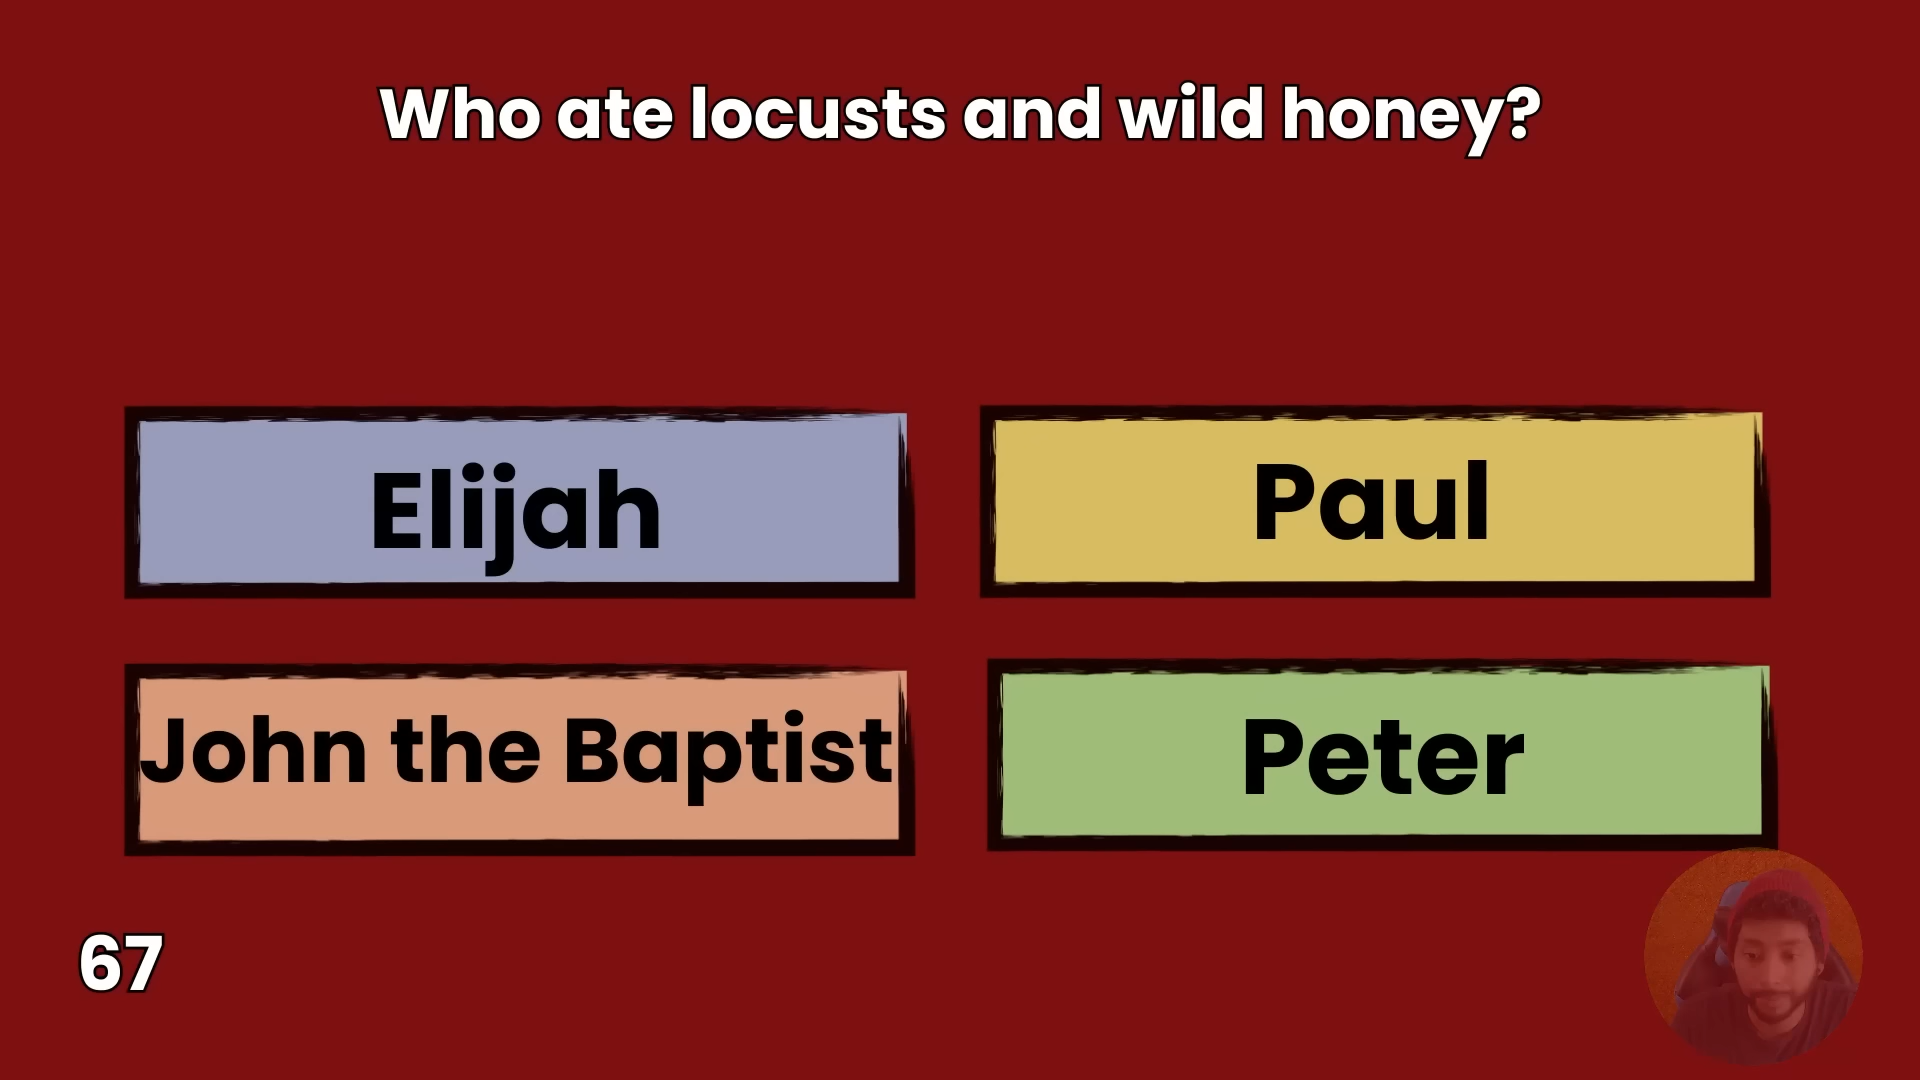 Who ate locusts and wild honey?
Elijah
Paul
John the Baptist
Peter
67